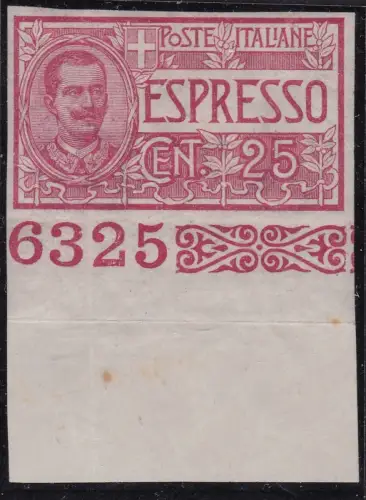 POSTE ITALIANE
ESPRESSO
CENT. 25
6325